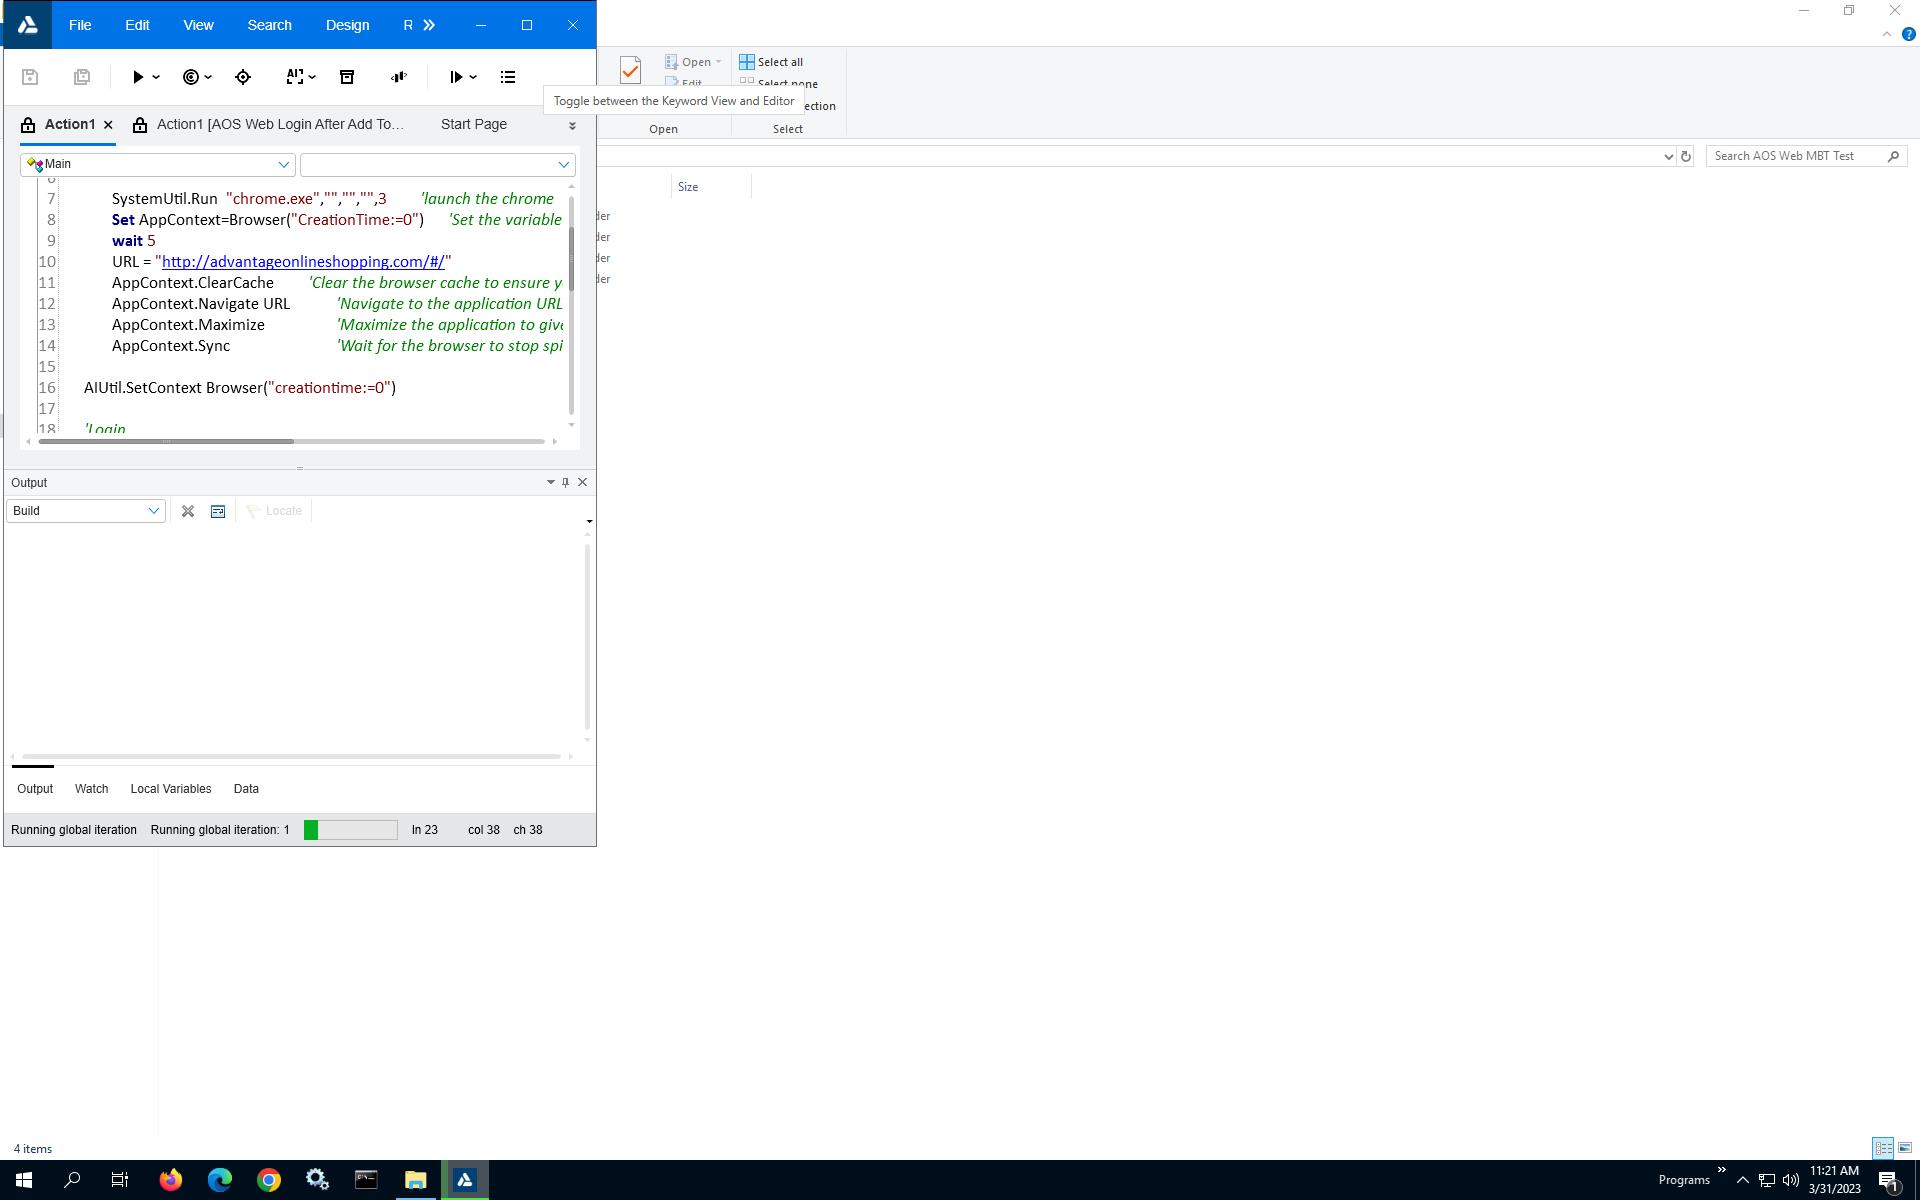 File Edit View Search Design R
Open Select all
Edit Select none
Toggle between the Keyword View and Editor ection
Open Select
Action1 Action1 [AOS Web Login After Add To... Start Page
Main
Search AOS Web MBT Test
Size
7 SystemUtil.Run "chrome.exe","","","",3 'launch the chrome
8 Set AppContext=Browser("CreationTime:=0") 'Set the variable
9 wait 5
10 URL = "http://advantageonlineshopping.com/#/"
11 AppContext.ClearCache 'Clear the browser cache to ensure y
12 AppContext.Navigate URL 'Navigate to the application URL
13 AppContext.Maximize 'Maximize the application to give
14 AppContext.Sync 'Wait for the browser to stop spi
15
16 AIUtil.SetContext Browser("creationtime:=0")
17
18 'Login
der
der
der
der
Output
Build Locate
Output Watch Local Variables Data
Running global iteration Running global iteration: 1 ln 23 col 38 ch 38
4 items
Programs 11:21 AM
3/31/2023 1